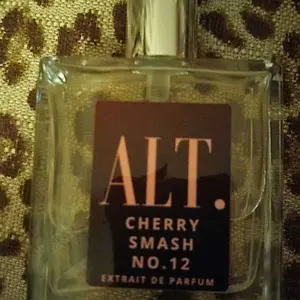 ALT.
CHERRY
SMASH
NO.12
EXTRAIT DE PARFUM